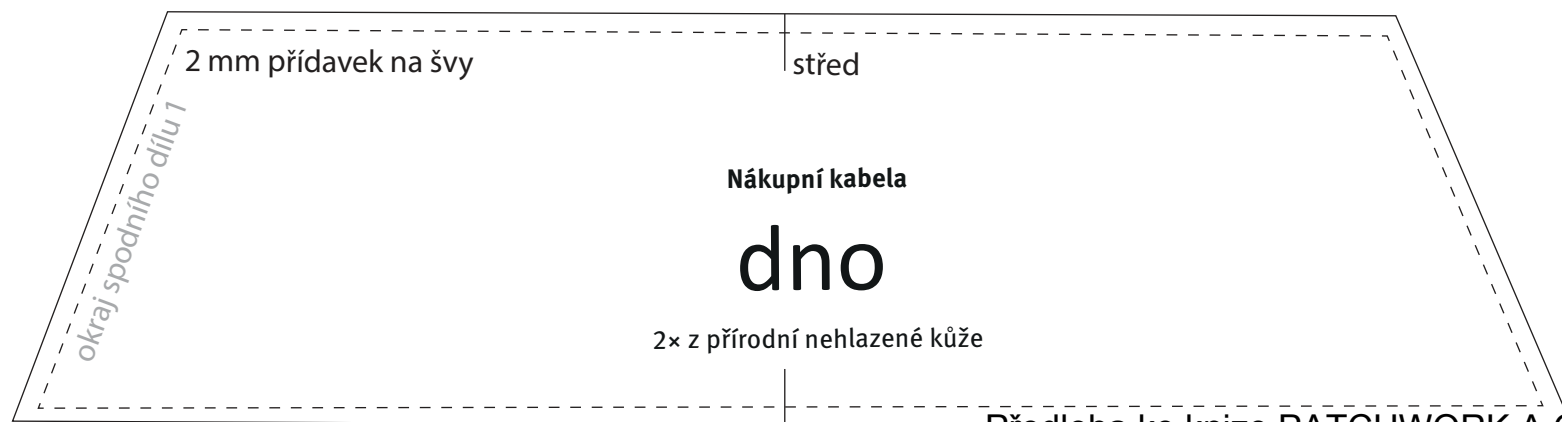 2 mm přídavek na švy
střed
okraj spodního dílu 1
Nákupní kabela
dno
2× z přírodní nehlazené kůže
Předloha ke knize PATCHWORK A